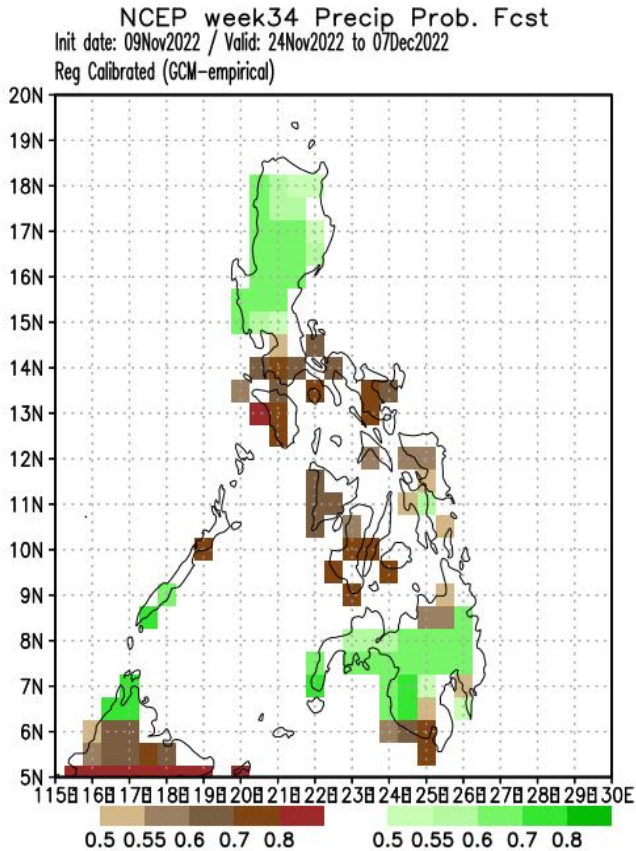 NCEP week34 Precip Prob. Fcst
Init date: 09Nov2022 / Valid: 24Nov2022 to 07Dec2022
Reg Calibrated (GCM-empirical)
20N
19N
18N
17N
16N
15N
14N
13N
12N
11N
10N
9N
8N
7N
6N
5N
115E 116E 117E 118E 119E 120E 121E 122E 123E 124E 125E 126E 127E 128E 129E 130E
0.5 0.55 0.6 0.7 0.8 0.5 0.55 0.6 0.7 0.8